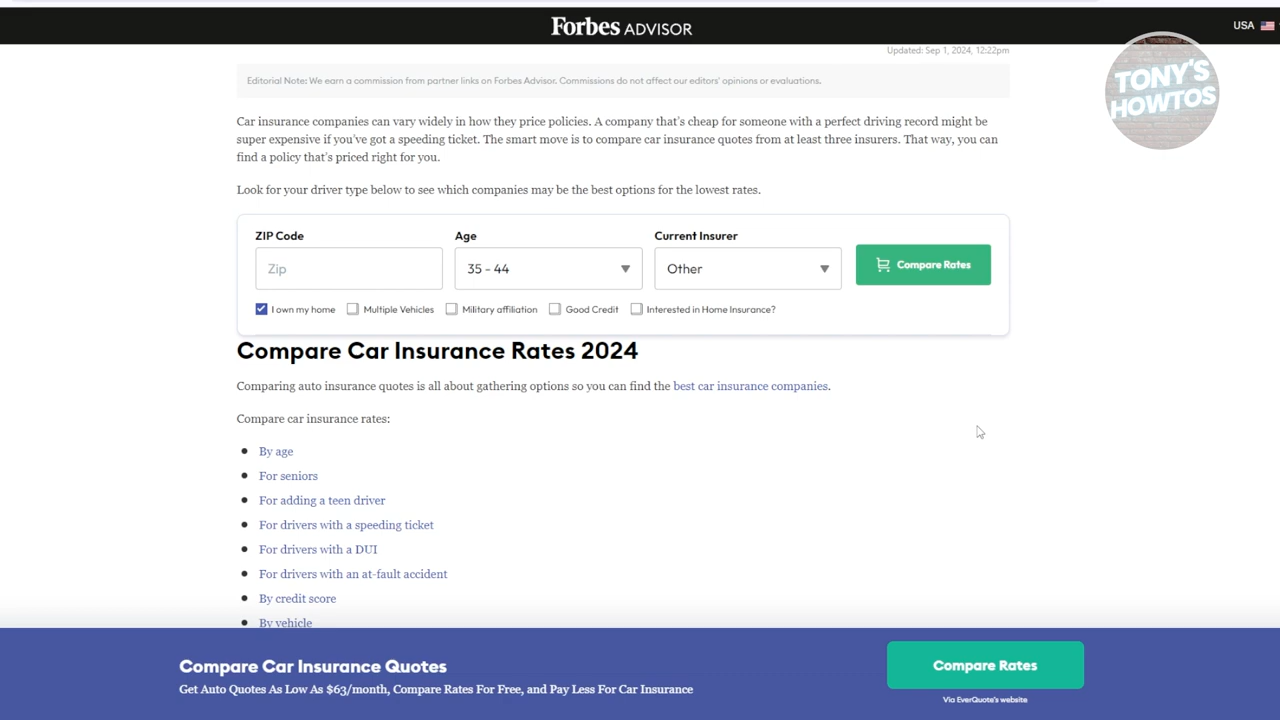 Forbes ADVISOR
USA
Updated: Sep 1, 2024, 12:22pm
TONY'S
HOWTOS
Editorial Note: We earn a commission from partner links on Forbes Advisor. Commissions do not affect our editors' opinions or evaluations.
Car insurance companies can vary widely in how they price policies. A company that's cheap for someone with a perfect driving record might be
super expensive if you've got a speeding ticket. The smart move is to compare car insurance quotes from at least three insurers. That way, you can
find a policy that's priced right for you.
Look for your driver type below to see which companies may be the best options for the lowest rates.
ZIP Code Age Current Insurer
Zip 35 - 44 Other Compare Rates
I own my home Multiple Vehicles Military affiliation Good Credit Interested in Home Insurance?
Compare Car Insurance Rates 2024
Comparing auto insurance quotes is all about gathering options so you can find the best car insurance companies.
Compare car insurance rates:
By age
For seniors
For adding a teen driver
For drivers with a speeding ticket
For drivers with a DUI
For drivers with an at-fault accident
By credit score
By vehicle
Compare Car Insurance Quotes
Get Auto Quotes As Low As $63/month, Compare Rates For Free, and Pay Less For Car Insurance
Compare Rates
Via EverQuote's website